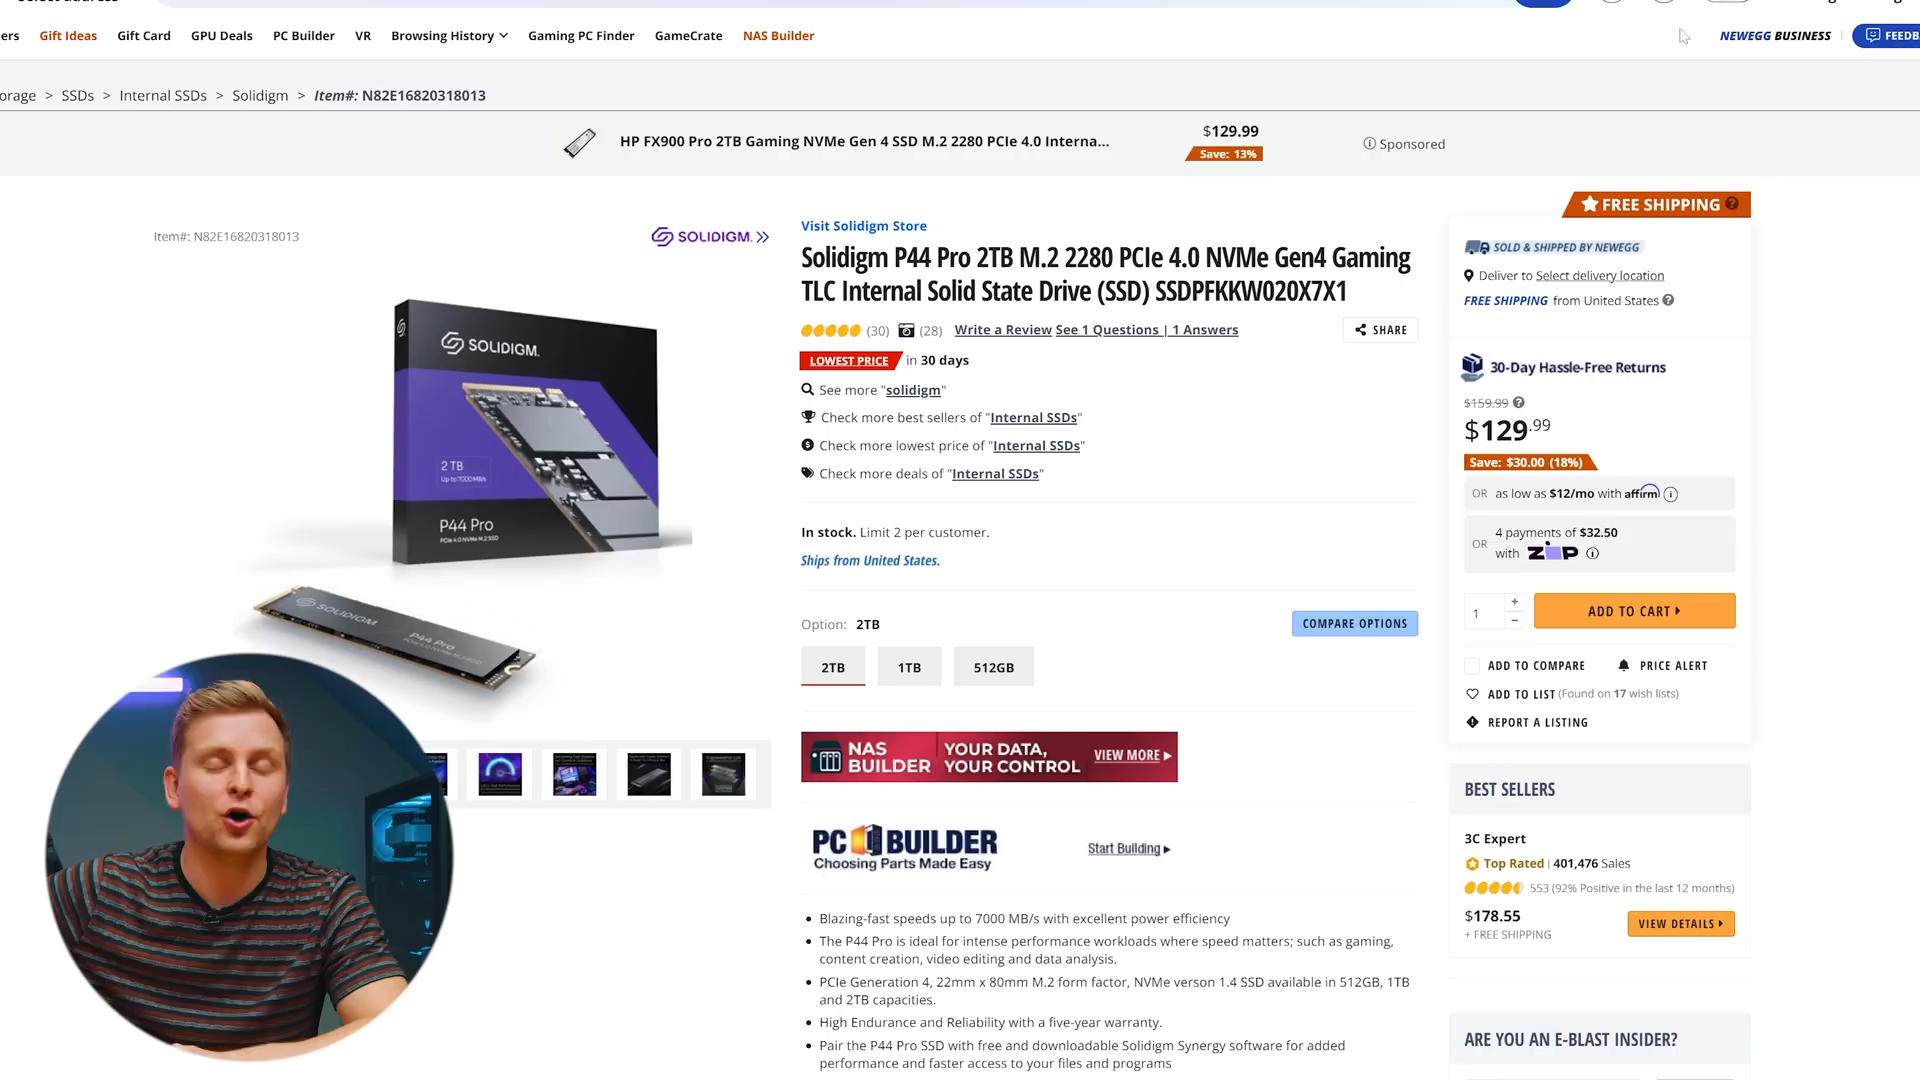 ers
Gift Ideas
Gift Card
GPU Deals
PC Builder
VR
Browsing History
Gaming PC Finder
GameCrate
NAS Builder
NEWEGG BUSINESS
FEEDB
orage > SSDs > Internal SSDs > Solidigm > Item#: N82E16820318013
HP FX900 Pro 2TB Gaming NVMe Gen 4 SSD M.2 2280 PCIe 4.0 Interna...
$129.99
Save: 13%
Sponsored
Item#: N82E16820318013
SOLIDIGM.
SOLIDIGM.
2 TB
Up to 7000 MB/s
P44 Pro
PCIe 4.0 NVMe M.2 SSD
SOLIDIGM
P44 Pro
Visit Solidigm Store
Solidigm P44 Pro 2TB M.2 2280 PCIe 4.0 NVMe Gen4 Gaming
TLC Internal Solid State Drive (SSD) SSDPFKKW020X7X1
(30) (28) Write a Review See 1 Questions | 1 Answers
SHARE
LOWEST PRICE in 30 days
See more "solidigm"
Check more best sellers of "Internal SSDs"
Check more lowest price of "Internal SSDs"
Check more deals of "Internal SSDs"
In stock. Limit 2 per customer.
Ships from United States.
Option: 2TB
COMPARE OPTIONS
2TB
1TB
512GB
NAS
BUILDER
YOUR DATA,
YOUR CONTROL
VIEW MORE
PC BUILDER
Choosing Parts Made Easy
Start Building
Blazing-fast speeds up to 7000 MB/s with excellent power efficiency
The P44 Pro is ideal for intense performance workloads where speed matters; such as gaming,
content creation, video editing and data analysis.
PCIe Generation 4, 22mm x 80mm M.2 form factor, NVMe verson 1.4 SSD available in 512GB, 1TB
and 2TB capacities.
High Endurance and Reliability with a five-year warranty.
Pair the P44 Pro SSD with free and downloadable Solidigm Synergy software for added
performance and faster access to your files and programs
FREE SHIPPING
SOLD & SHIPPED BY NEWEGG
Deliver to Select delivery location
FREE SHIPPING from United States
30-Day Hassle-Free Returns
$159.99
$129.99
Save: $30.00 (18%)
OR as low as $12/mo with affirm
OR
4 payments of $32.50
with ZIP
1
+
−
ADD TO CART
ADD TO COMPARE
PRICE ALERT
ADD TO LIST (Found on 17 wish lists)
REPORT A LISTING
BEST SELLERS
3C Expert
Top Rated | 401,476 Sales
553 (92% Positive in the last 12 months)
$178.55
+ FREE SHIPPING
VIEW DETAILS
ARE YOU AN E-BLAST INSIDER?